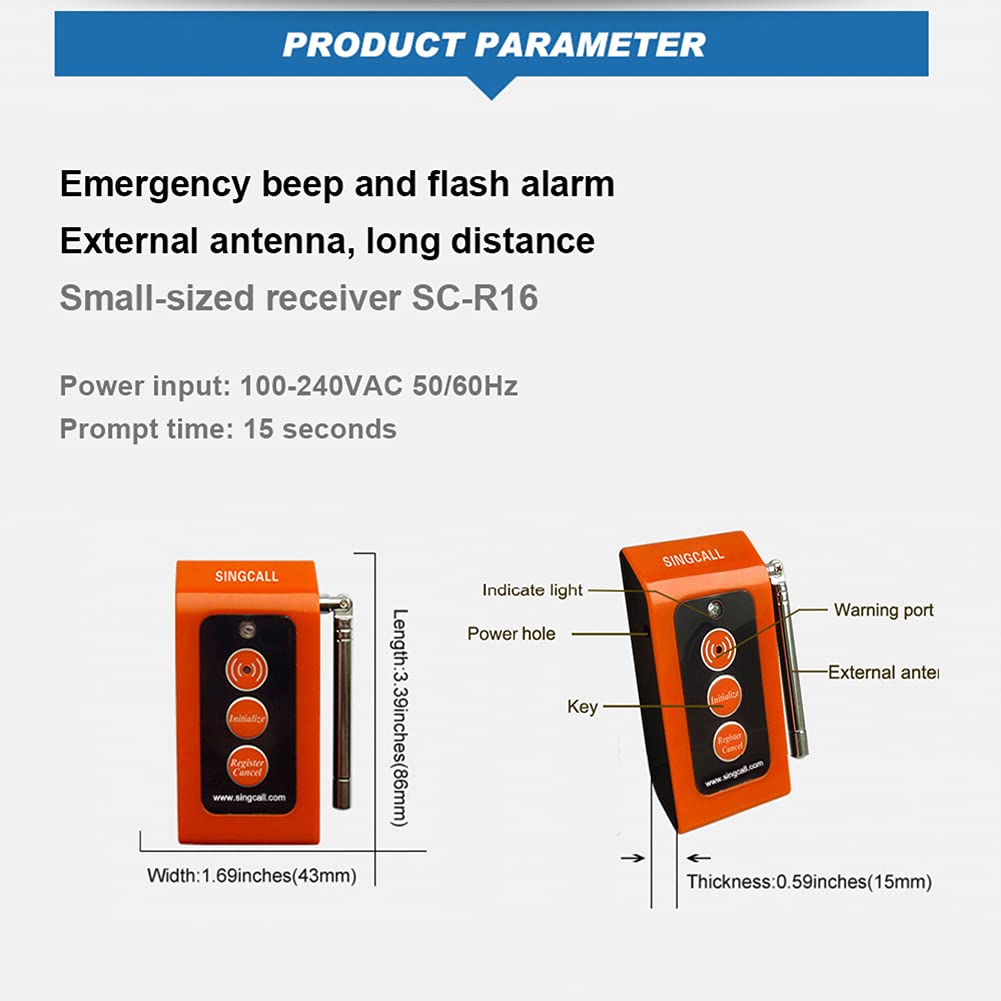 PRODUCT PARAMETER
Emergency beep and flash alarm
External antenna, long distance
Small-sized receiver SC-R16
Power input: 100-240VAC 50/60Hz
Prompt time: 15 seconds
SINGCALL
Initialize
Register
Cancel
www.singcall.com
Length:3.39inches(86mm)
Width:1.69inches(43mm)
SINGCALL
Indicate light
Power hole
Key
Warning port
External anter
Initialize
Register
Cancel
www.singcall.com
Thickness:0.59inches(15mm)